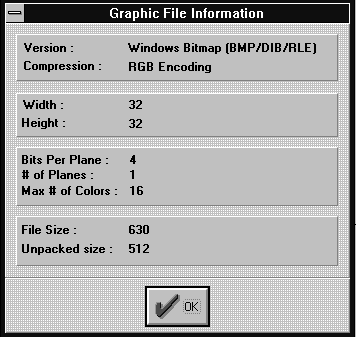 Graphic File Information
Version : Windows Bitmap (BMP/DIB/RLE)
Compression : RGB Encoding
Width : 32
Height : 32
Bits Per Plane : 4
# of Planes : 1
Max # of Colors : 16
File Size : 630
Unpacked size : 512
OK